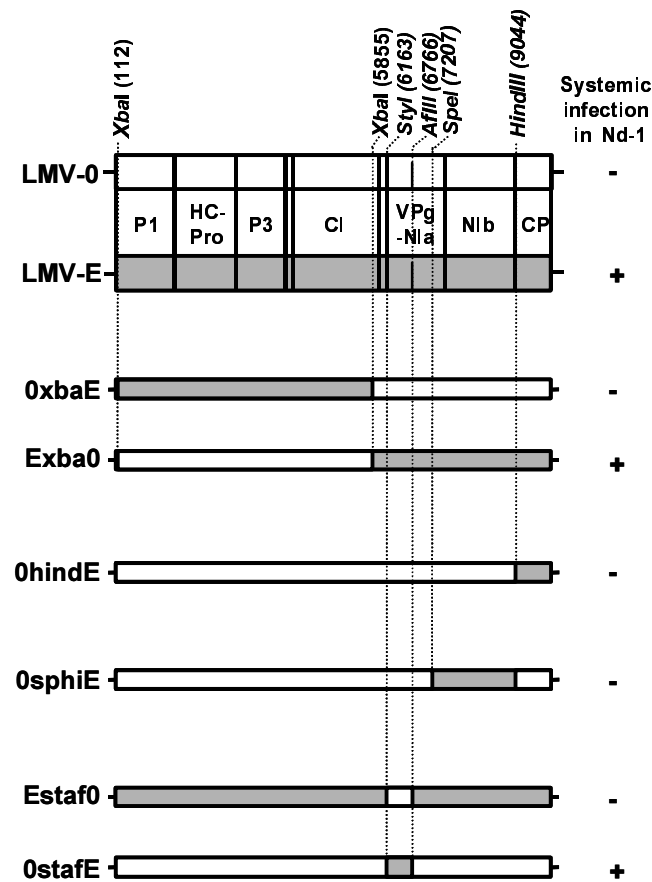 XbaI (112)
XbaI (5855)
StyI (6163)
AflII (6766)
SpeI (7207)
HindIII (9044)
Systemic
infection
in Nd-1
LMV-0 -
P1 HC-Pro P3 CI VPg-NIa NIb CP
LMV-E +
0xbaE -
Exba0 +
0hindE -
0sphiE -
Estaf0 -
0stafE +